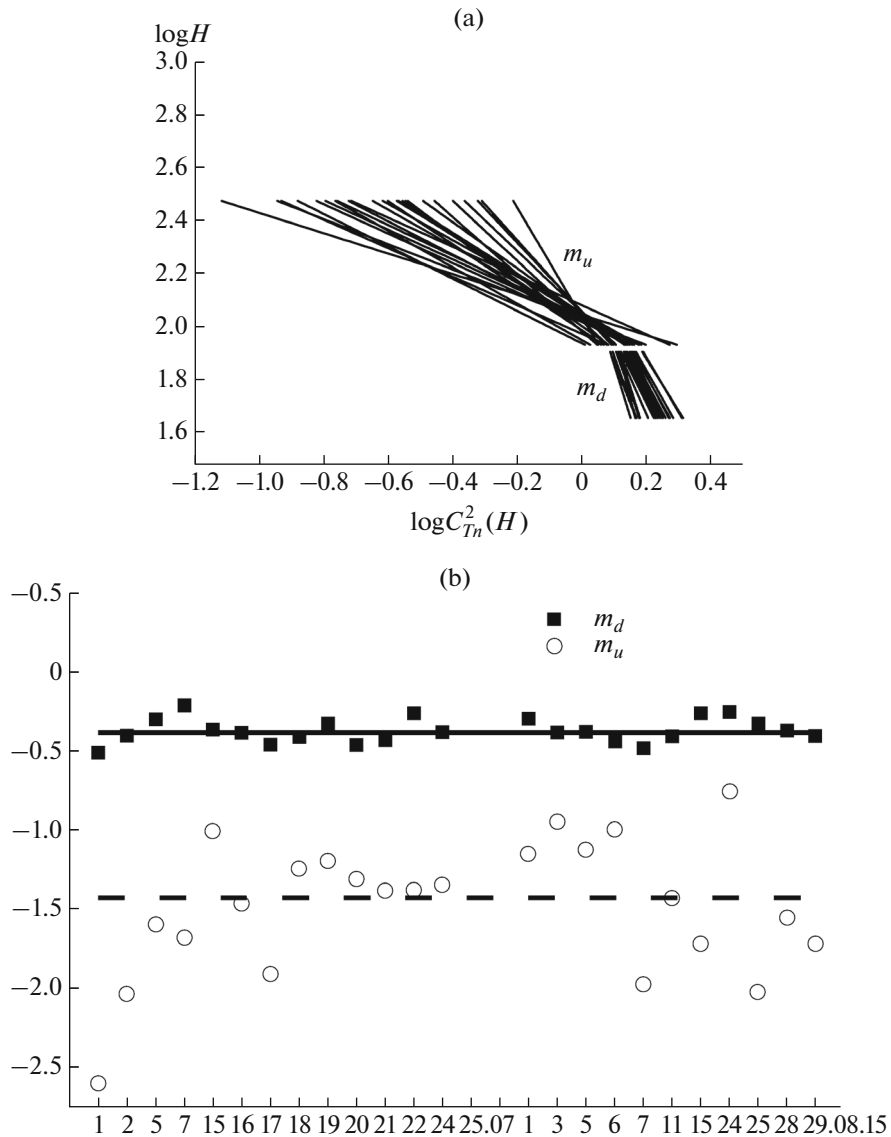 (a)
logH
3.0
2.8
2.6
2.4
2.2
2.0
1.8
1.6
m_u
m_d
−1.2 −1.0 −0.8 −0.6 −0.4 −0.2 0 0.2 0.4
logC²_Tn(H)
(b)
−0.5
0
−0.5
−1.0
−1.5
−2.0
−2.5
m_d
m_u
1 2 5 7 15 16 17 18 19 20 21 22 24 25.07 1 3 5 6 7 11 15 24 25 28 29.08.15